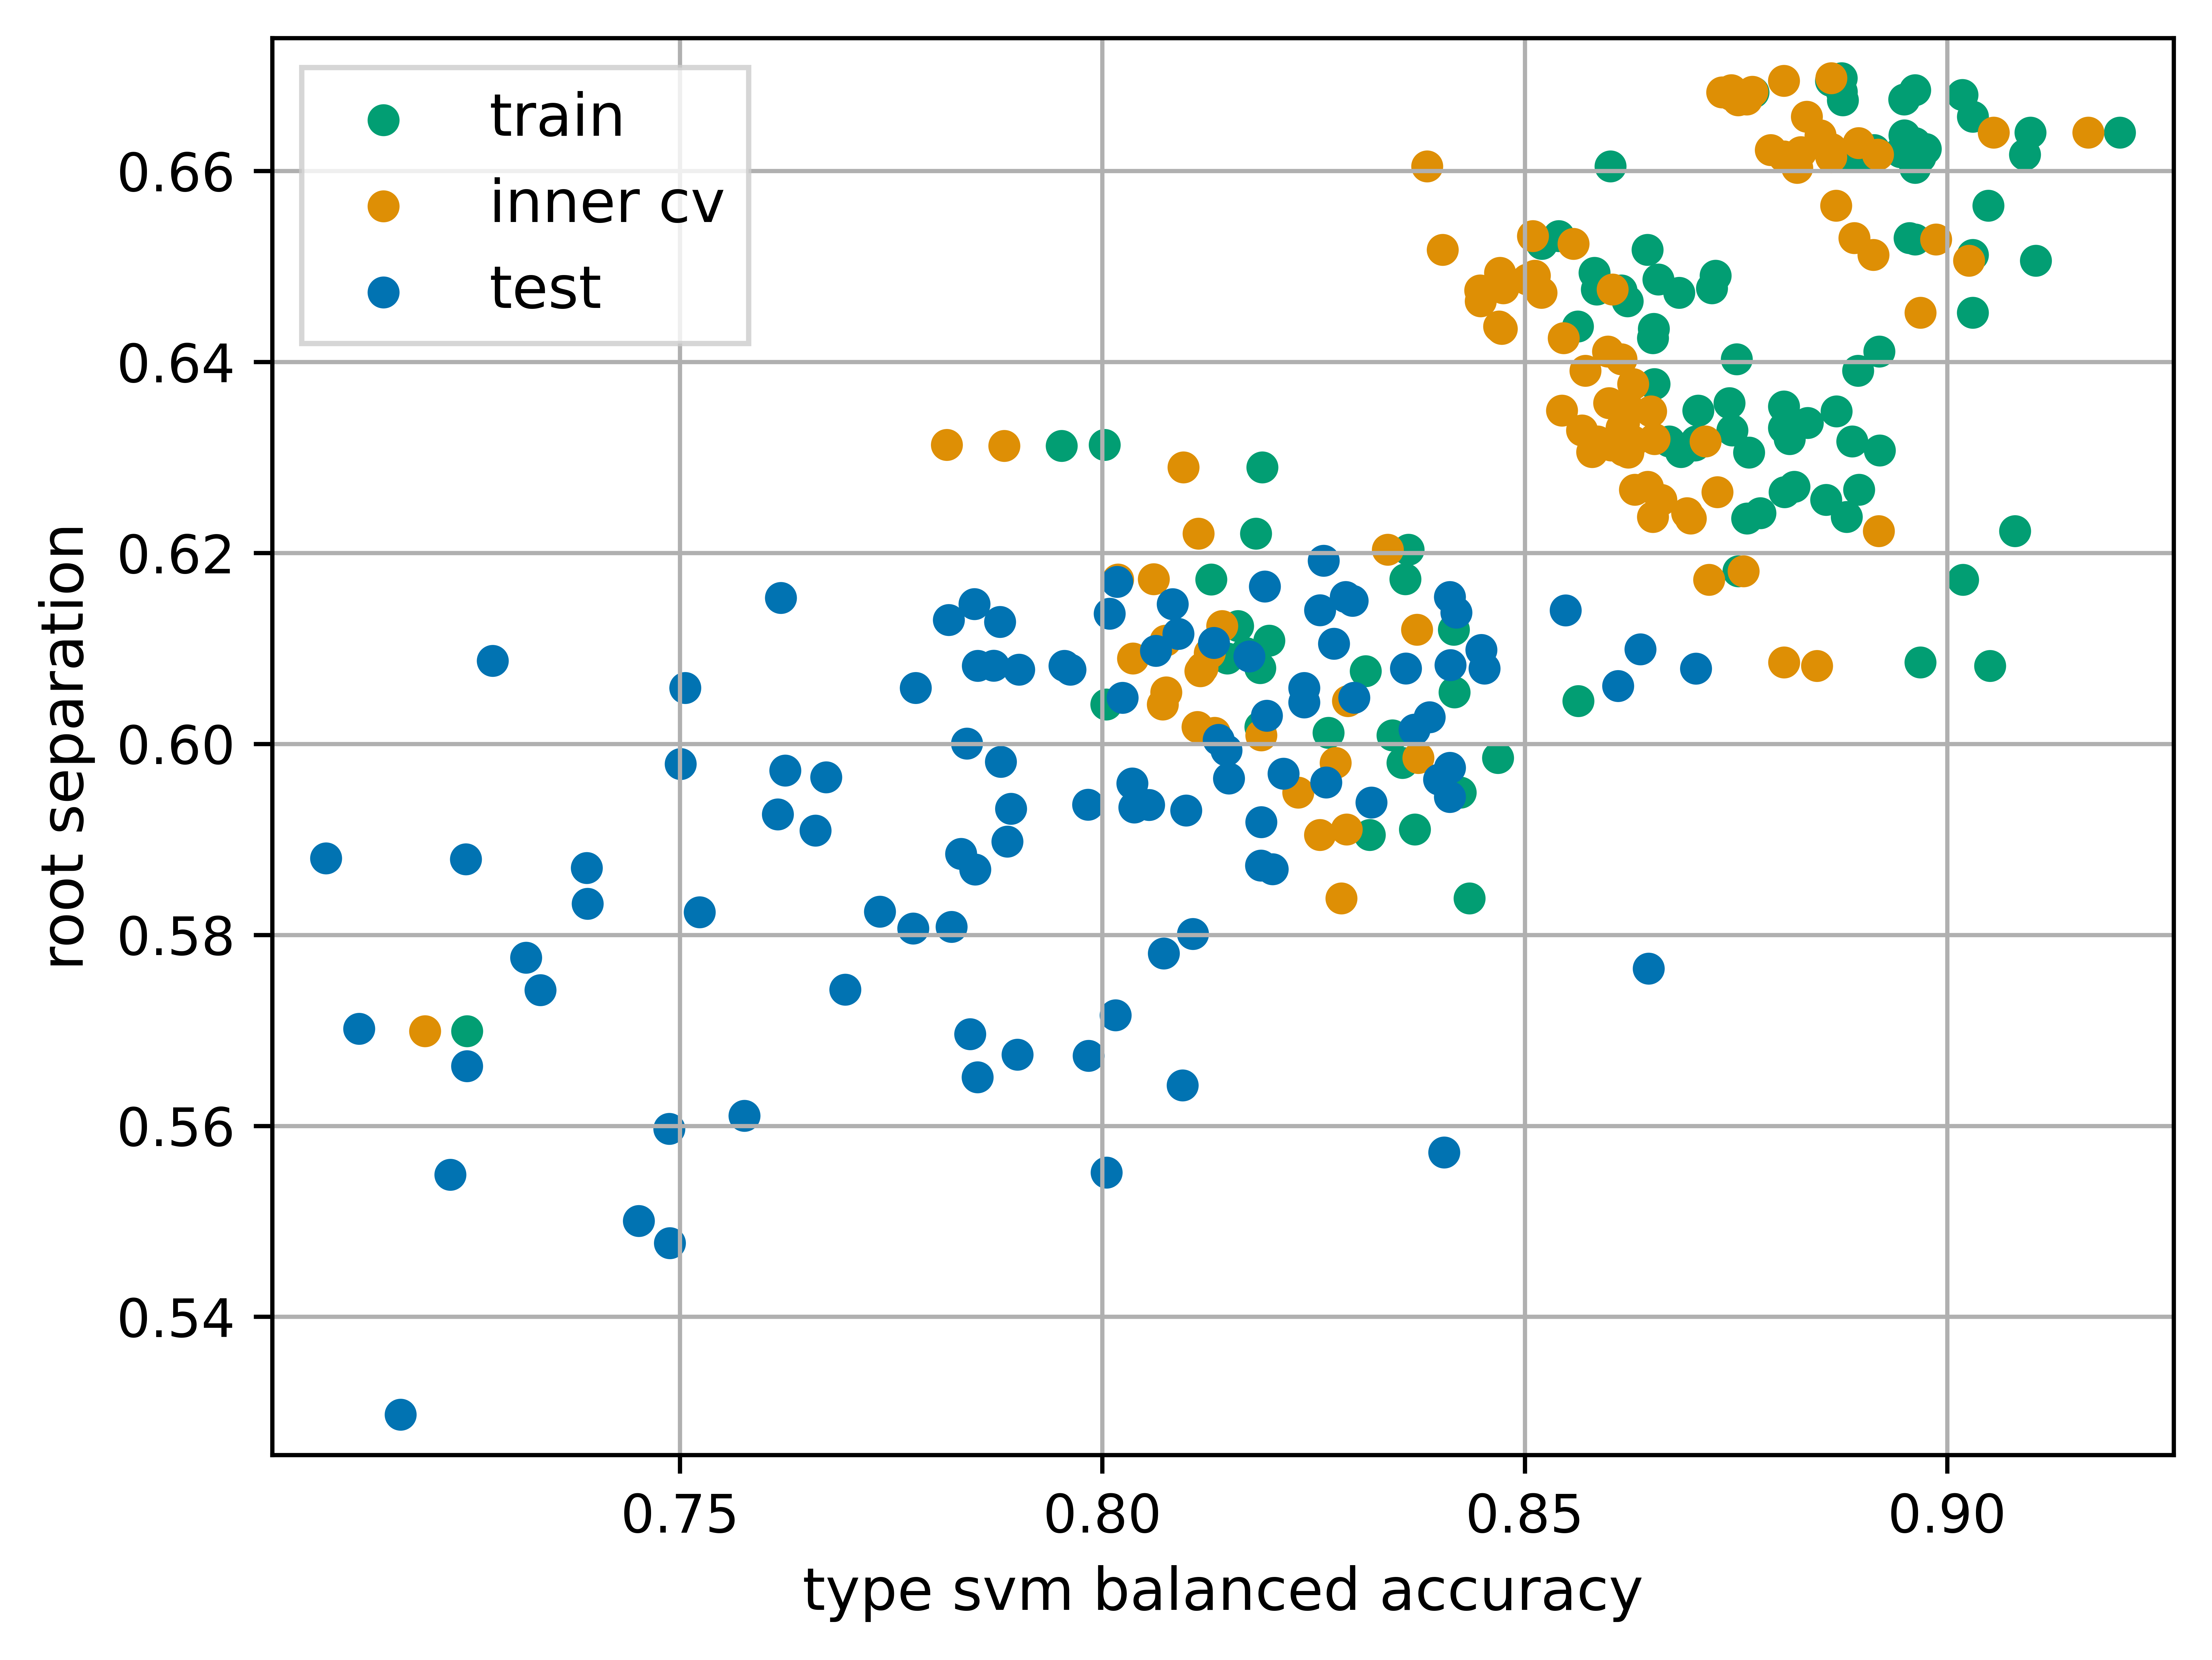 train
inner cv
test
0.66
0.64
0.62
0.60
0.58
0.56
0.54
root separation
0.75 0.80 0.85 0.90
type svm balanced accuracy